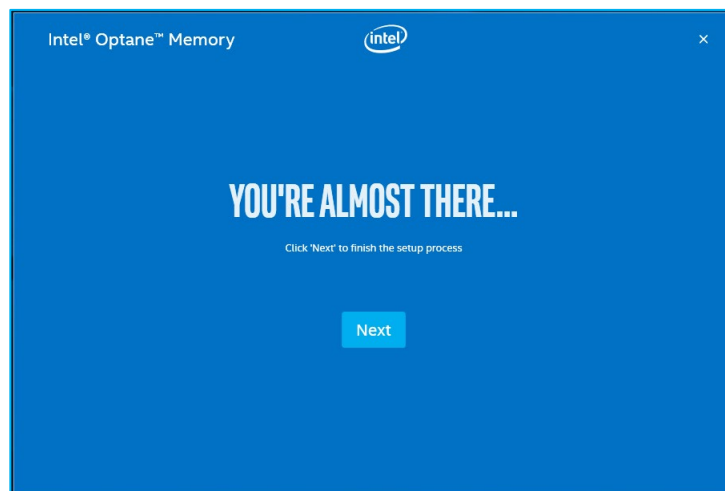 Intel® Optane™ Memory
intel
×
YOU'RE ALMOST THERE...
Click 'Next' to finish the setup process
Next